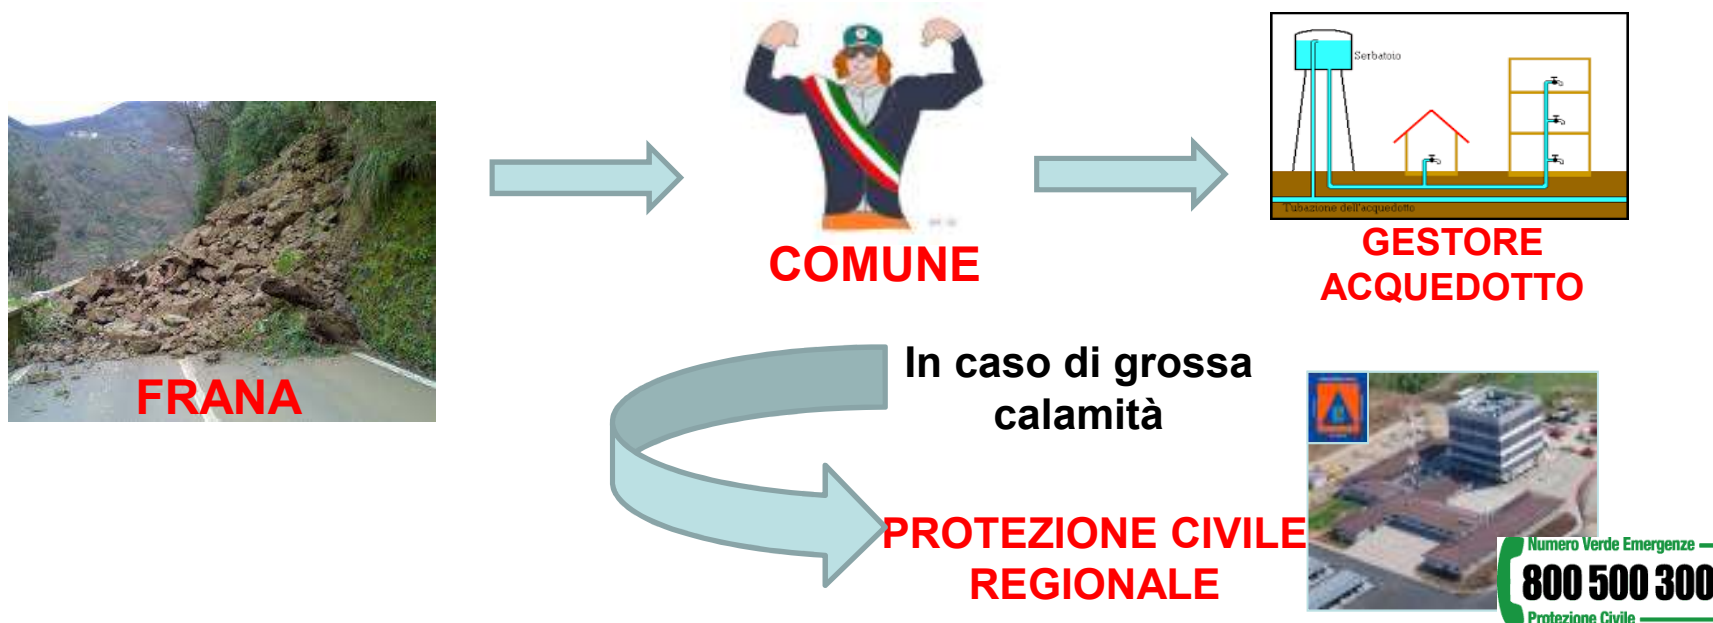 Serbatoio
Tubazione dell'acquedotto
FRANA
COMUNE
GESTORE
ACQUEDOTTO
In caso di grossa
calamità
PROTEZIONE CIVILE
REGIONALE
Numero Verde Emergenze
800 500 300
Protezione Civile